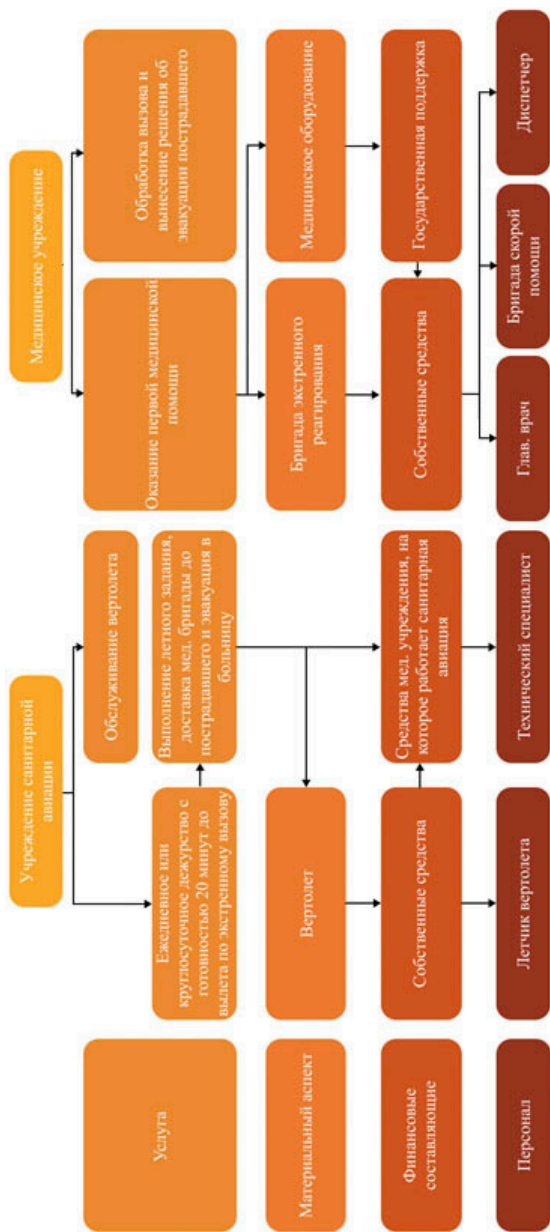 Учреждение санитарной
авиации
Медицинское учреждение
Услуга
Ежедневное или
круглосуточное дежурство с
готовностью 20 минут до
вылета по экстренному вызову
Обслуживание вертолета
Выполнение летного задания,
доставка мед. бригады до
пострадавшего и эвакуация в
больницу
Оказание первой медицинской
помощи
Обработка вызова и
вынесение решения об
эвакуации пострадавшего
Материальный аспект
Вертолет
Бригада экстренного
реагирования
Медицинское оборудование
Финансовые
составляющие
Собственные средства
Средства мед. учреждения, на
которое работает санитарная
авиация
Собственные средства
Государственная поддержка
Персонал
Летчик вертолета
Технический специалист
Глав. врач
Бригада скорой
помощи
Диспетчер